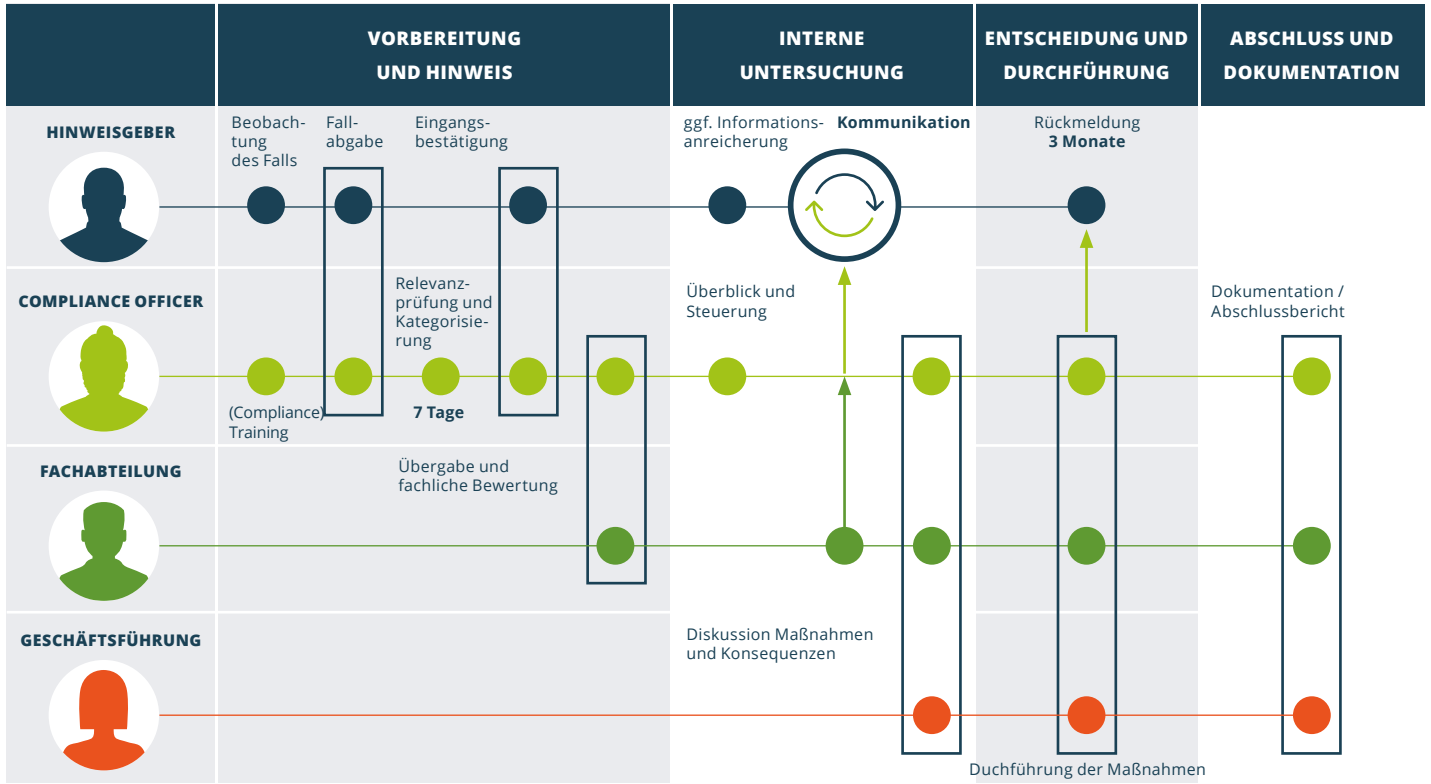 VORBEREITUNG
UND HINWEIS
INTERNE
UNTERSUCHUNG
ENTSCHEIDUNG UND
DURCHFÜHRUNG
ABSCHLUSS UND
DOKUMENTATION
HINWEISGEBER
Beobach-
tung
des Falls
Fall-
abgabe
Eingangs-
bestätigung
ggf. Informations-
anreicherung
Kommunikation
Rückmeldung
3 Monate
COMPLIANCE OFFICER
Relevanz-
prüfung und
Kategorisie-
rung
Überblick und
Steuerung
Dokumentation /
Abschlussbericht
(Compliance)
Training
7 Tage
FACHABTEILUNG
Übergabe und
fachliche Bewertung
GESCHÄFTSFÜHRUNG
Diskussion Maßnahmen
und Konsequenzen
Duchführung der Maßnahmen